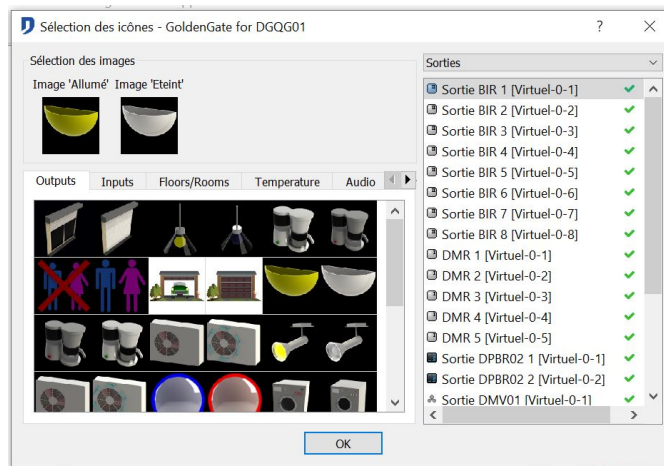 Sélection des icônes - GoldenGate for DGQG01
? 
Sélection des images
Image 'Allumé' Image 'Eteint'
Outputs Inputs Floors/Rooms Temperature Audio
OK
Sorties
Sortie BIR 1 [Virtuel-0-1]
Sortie BIR 2 [Virtuel-0-2]
Sortie BIR 3 [Virtuel-0-3]
Sortie BIR 4 [Virtuel-0-4]
Sortie BIR 5 [Virtuel-0-5]
Sortie BIR 6 [Virtuel-0-6]
Sortie BIR 7 [Virtuel-0-7]
Sortie BIR 8 [Virtuel-0-8]
DMR 1 [Virtuel-0-1]
DMR 2 [Virtuel-0-2]
DMR 3 [Virtuel-0-3]
DMR 4 [Virtuel-0-4]
DMR 5 [Virtuel-0-5]
Sortie DPBR02 1 [Virtuel-0-1]
Sortie DPBR02 2 [Virtuel-0-2]
Sortie DMV01 [Virtuel-0-1]